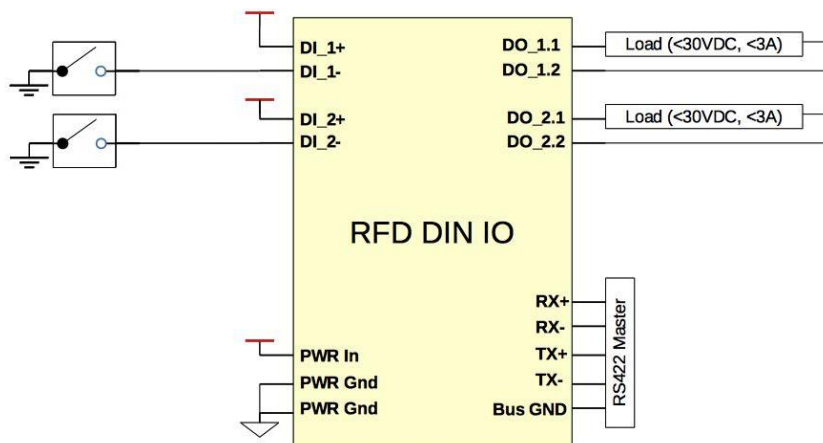 DI_1+
DI_1-
DI_2+
DI_2-
DO_1.1
DO_1.2
DO_2.1
DO_2.2
Load (<30VDC, <3A)
Load (<30VDC, <3A)
RFD DIN IO
PWR In
PWR Gnd
PWR Gnd
RX+
RX-
TX+
TX-
Bus GND
RS422 Master